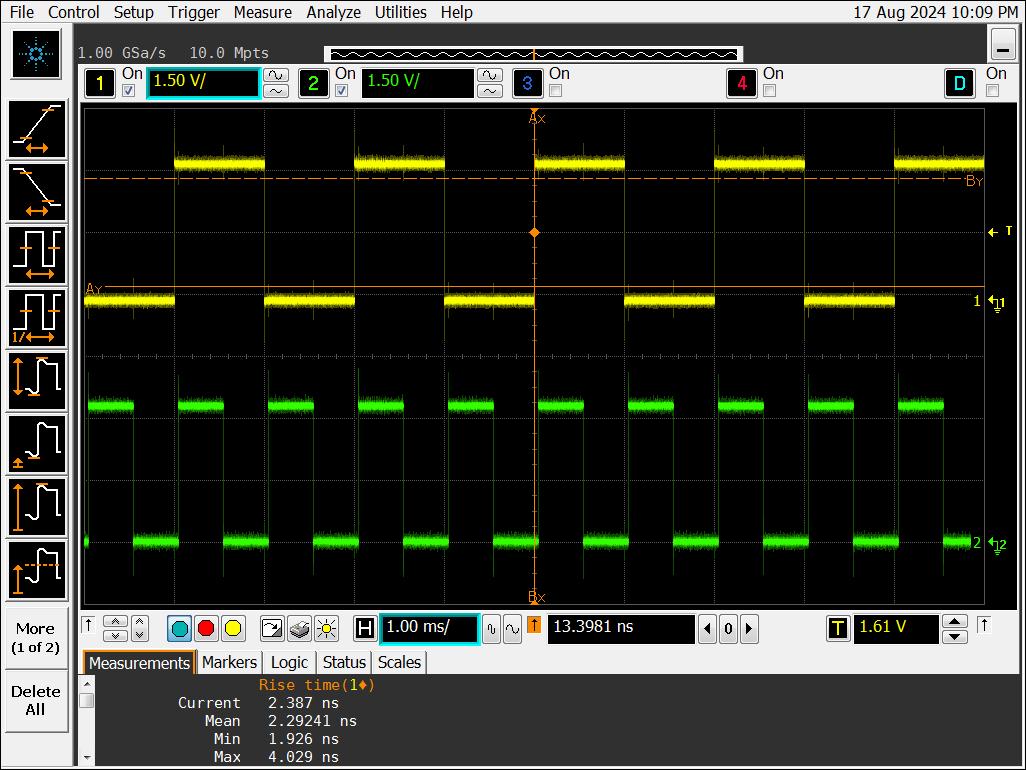 File Control Setup Trigger Measure Analyze Utilities Help 17 Aug 2024 10:09 PM
1.00 GSa/s 10.0 Mpts
1 On 1.50 V/ 2 On 1.50 V/ 3 On 4 On D On
Ax
By
T
Ay
1 1
2 2
Bx
1/
More
(1 of 2)
Delete
All
H 1.00 ms/ 13.3981 ns 0 T 1.61 V
Measurements Markers Logic Status Scales
Rise time(1♦)
Current 2.387 ns
Mean 2.29241 ns
Min 1.926 ns
Max 4.029 ns